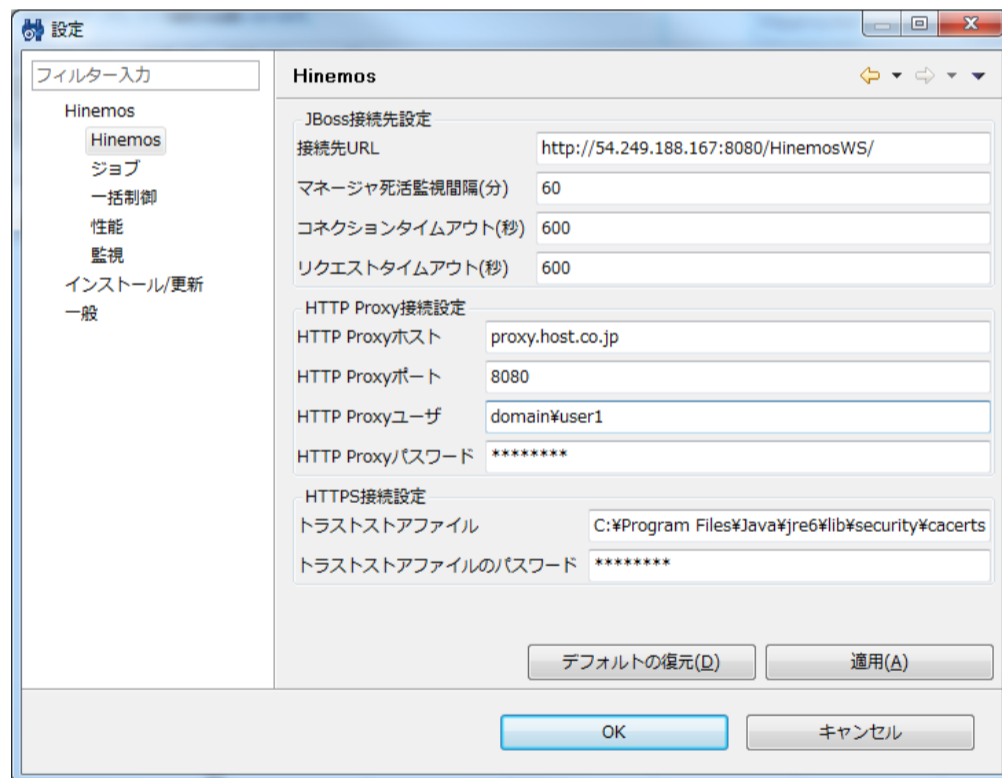 設定
フィルター入力
Hinemos
Hinemos
ジョブ
一括制御
性能
監視
インストール/更新
一般
Hinemos
JBoss接続先設定
接続先URL http://54.249.188.167:8080/HinemosWS/
マネージャ死活監視間隔(分) 60
コネクションタイムアウト(秒) 600
リクエストタイムアウト(秒) 600
HTTP Proxy接続設定
HTTP Proxyホスト proxy.host.co.jp
HTTP Proxyポート 8080
HTTP Proxyユーザ domain¥user1
HTTP Proxyパスワード ********
HTTPS接続設定
トラストストアファイル C:¥Program Files¥Java¥jre6¥lib¥security¥cacerts
トラストストアファイルのパスワード ********
デフォルトの復元(D) 適用(A)
OK キャンセル